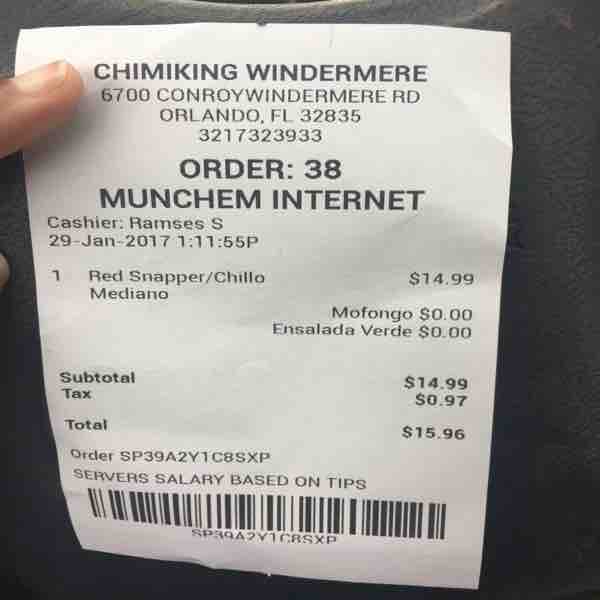 CHIMIKING WINDERMERE
6700 CONROYWINDERMERE RD
ORLANDO, FL 32835
3217323933
ORDER: 38
MUNCHEM INTERNET
Cashier: Ramses S
29-Jan-2017 1:11:55P
1 Red Snapper/Chillo $14.99
Mediano
Mofongo $0.00
Ensalada Verde $0.00
Subtotal $14.99
Tax $0.97
Total $15.96
Order SP39A2Y1C8SXP
SERVERS SALARY BASED ON TIPS
SP39A2Y1C8SXP